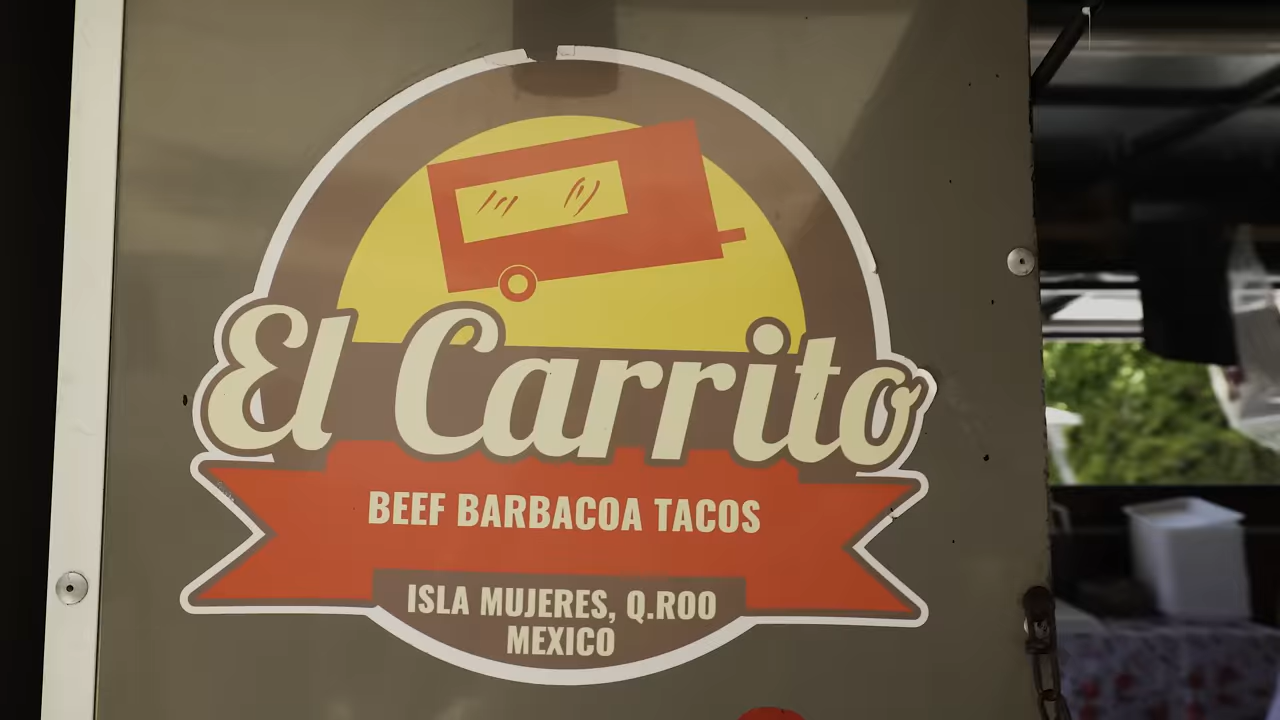 El Carrito
BEEF BARBACOA TACOS
ISLA MUJERES, Q.ROO
MEXICO